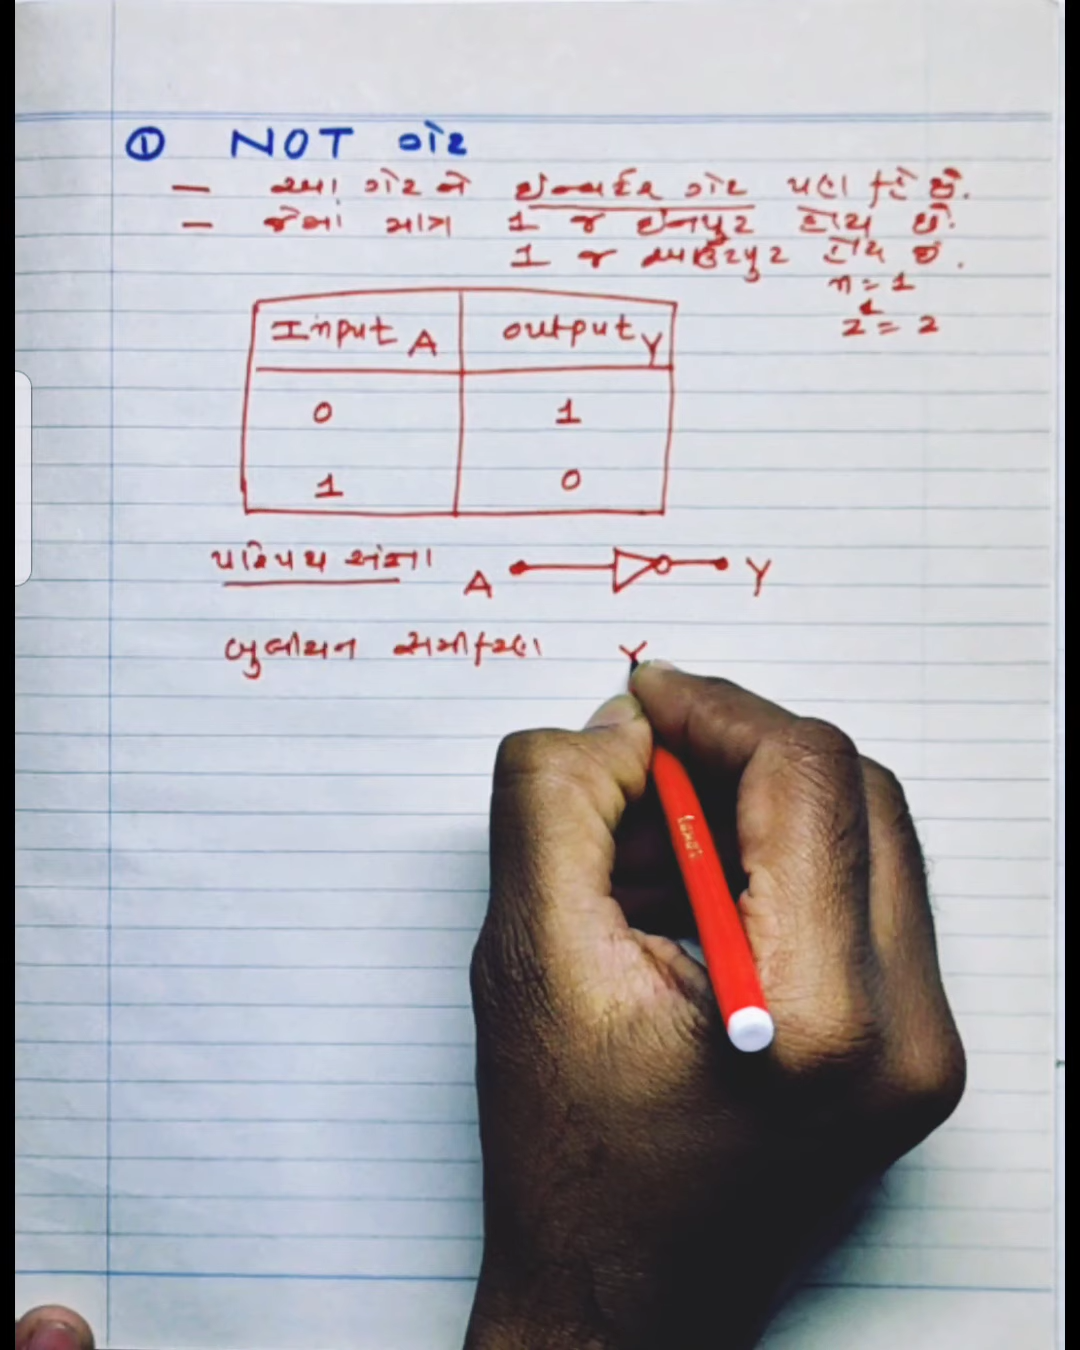 ① NOT ગેટ
— આ ગેટ ને ઇન્વર્ટર ગેટ પણ કહે છે.
— જેમાં માત્ર 1 જ ઇનપુટ હોય છે.
1 જ આઉટપુટ હોય છે.
n = 1
2¹ = 2
Input A output Y
0 1
1 0
પરિપથ સંજ્ઞા A Y
બુલીયન સમીકરણ Y